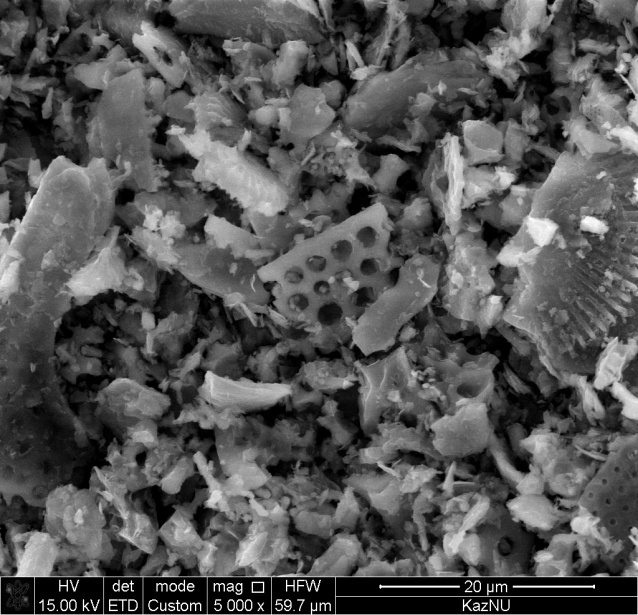 HV
15.00 kV
det
ETD
mode
Custom
mag
5 000 x
HFW
59.7 µm
20 µm
KazNU